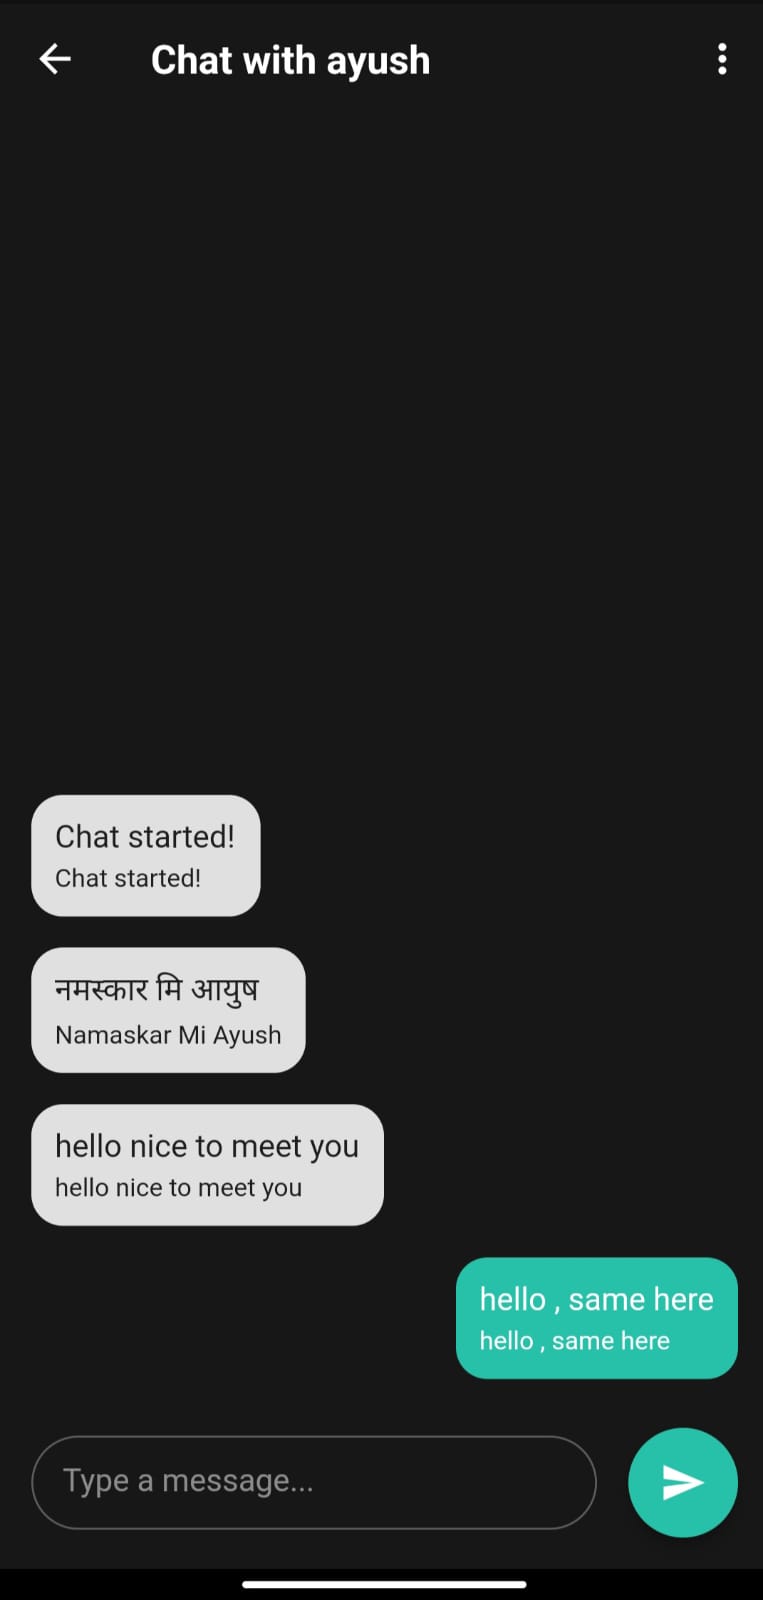 Chat with ayush
Chat started!
Chat started!
नमस्कार मि आयुष
Namaskar Mi Ayush
hello nice to meet you
hello nice to meet you
hello , same here
hello , same here
Type a message...